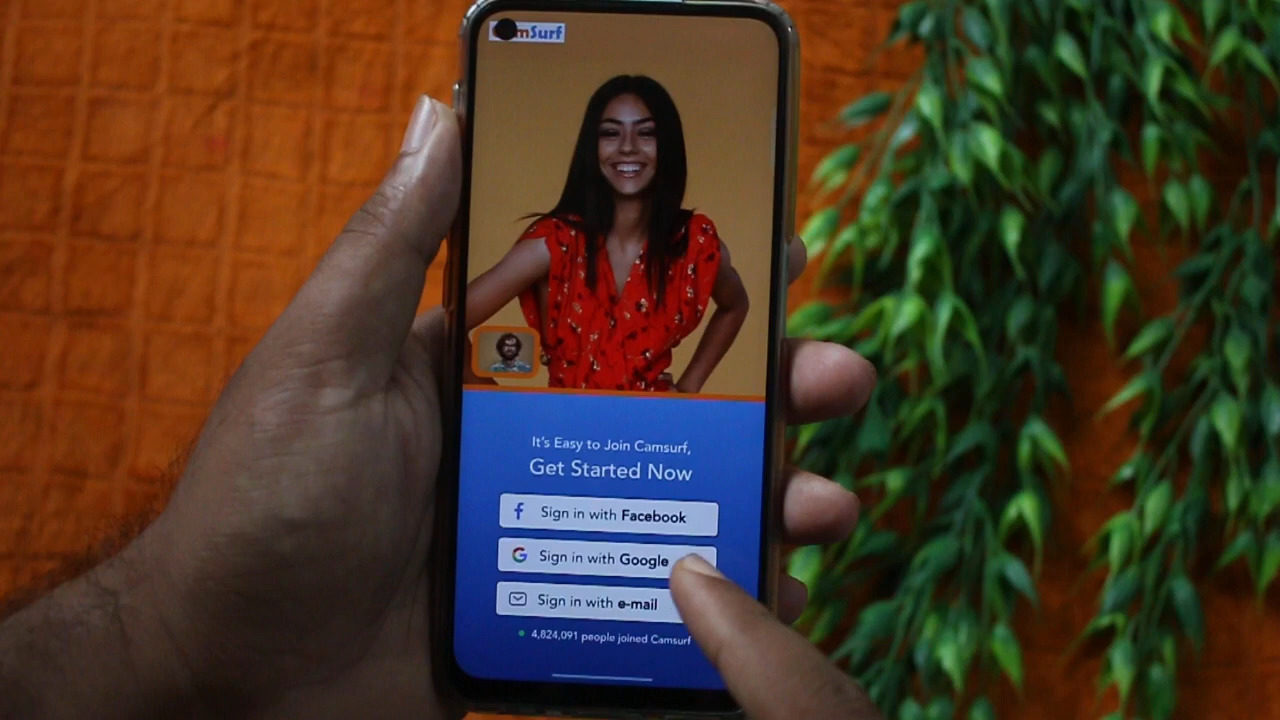 mSurf
It's Easy to Join Camsurf,
Get Started Now
Sign in with Facebook
Sign in with Google
Sign in with e-mail
4,824,091 people joined Camsurf